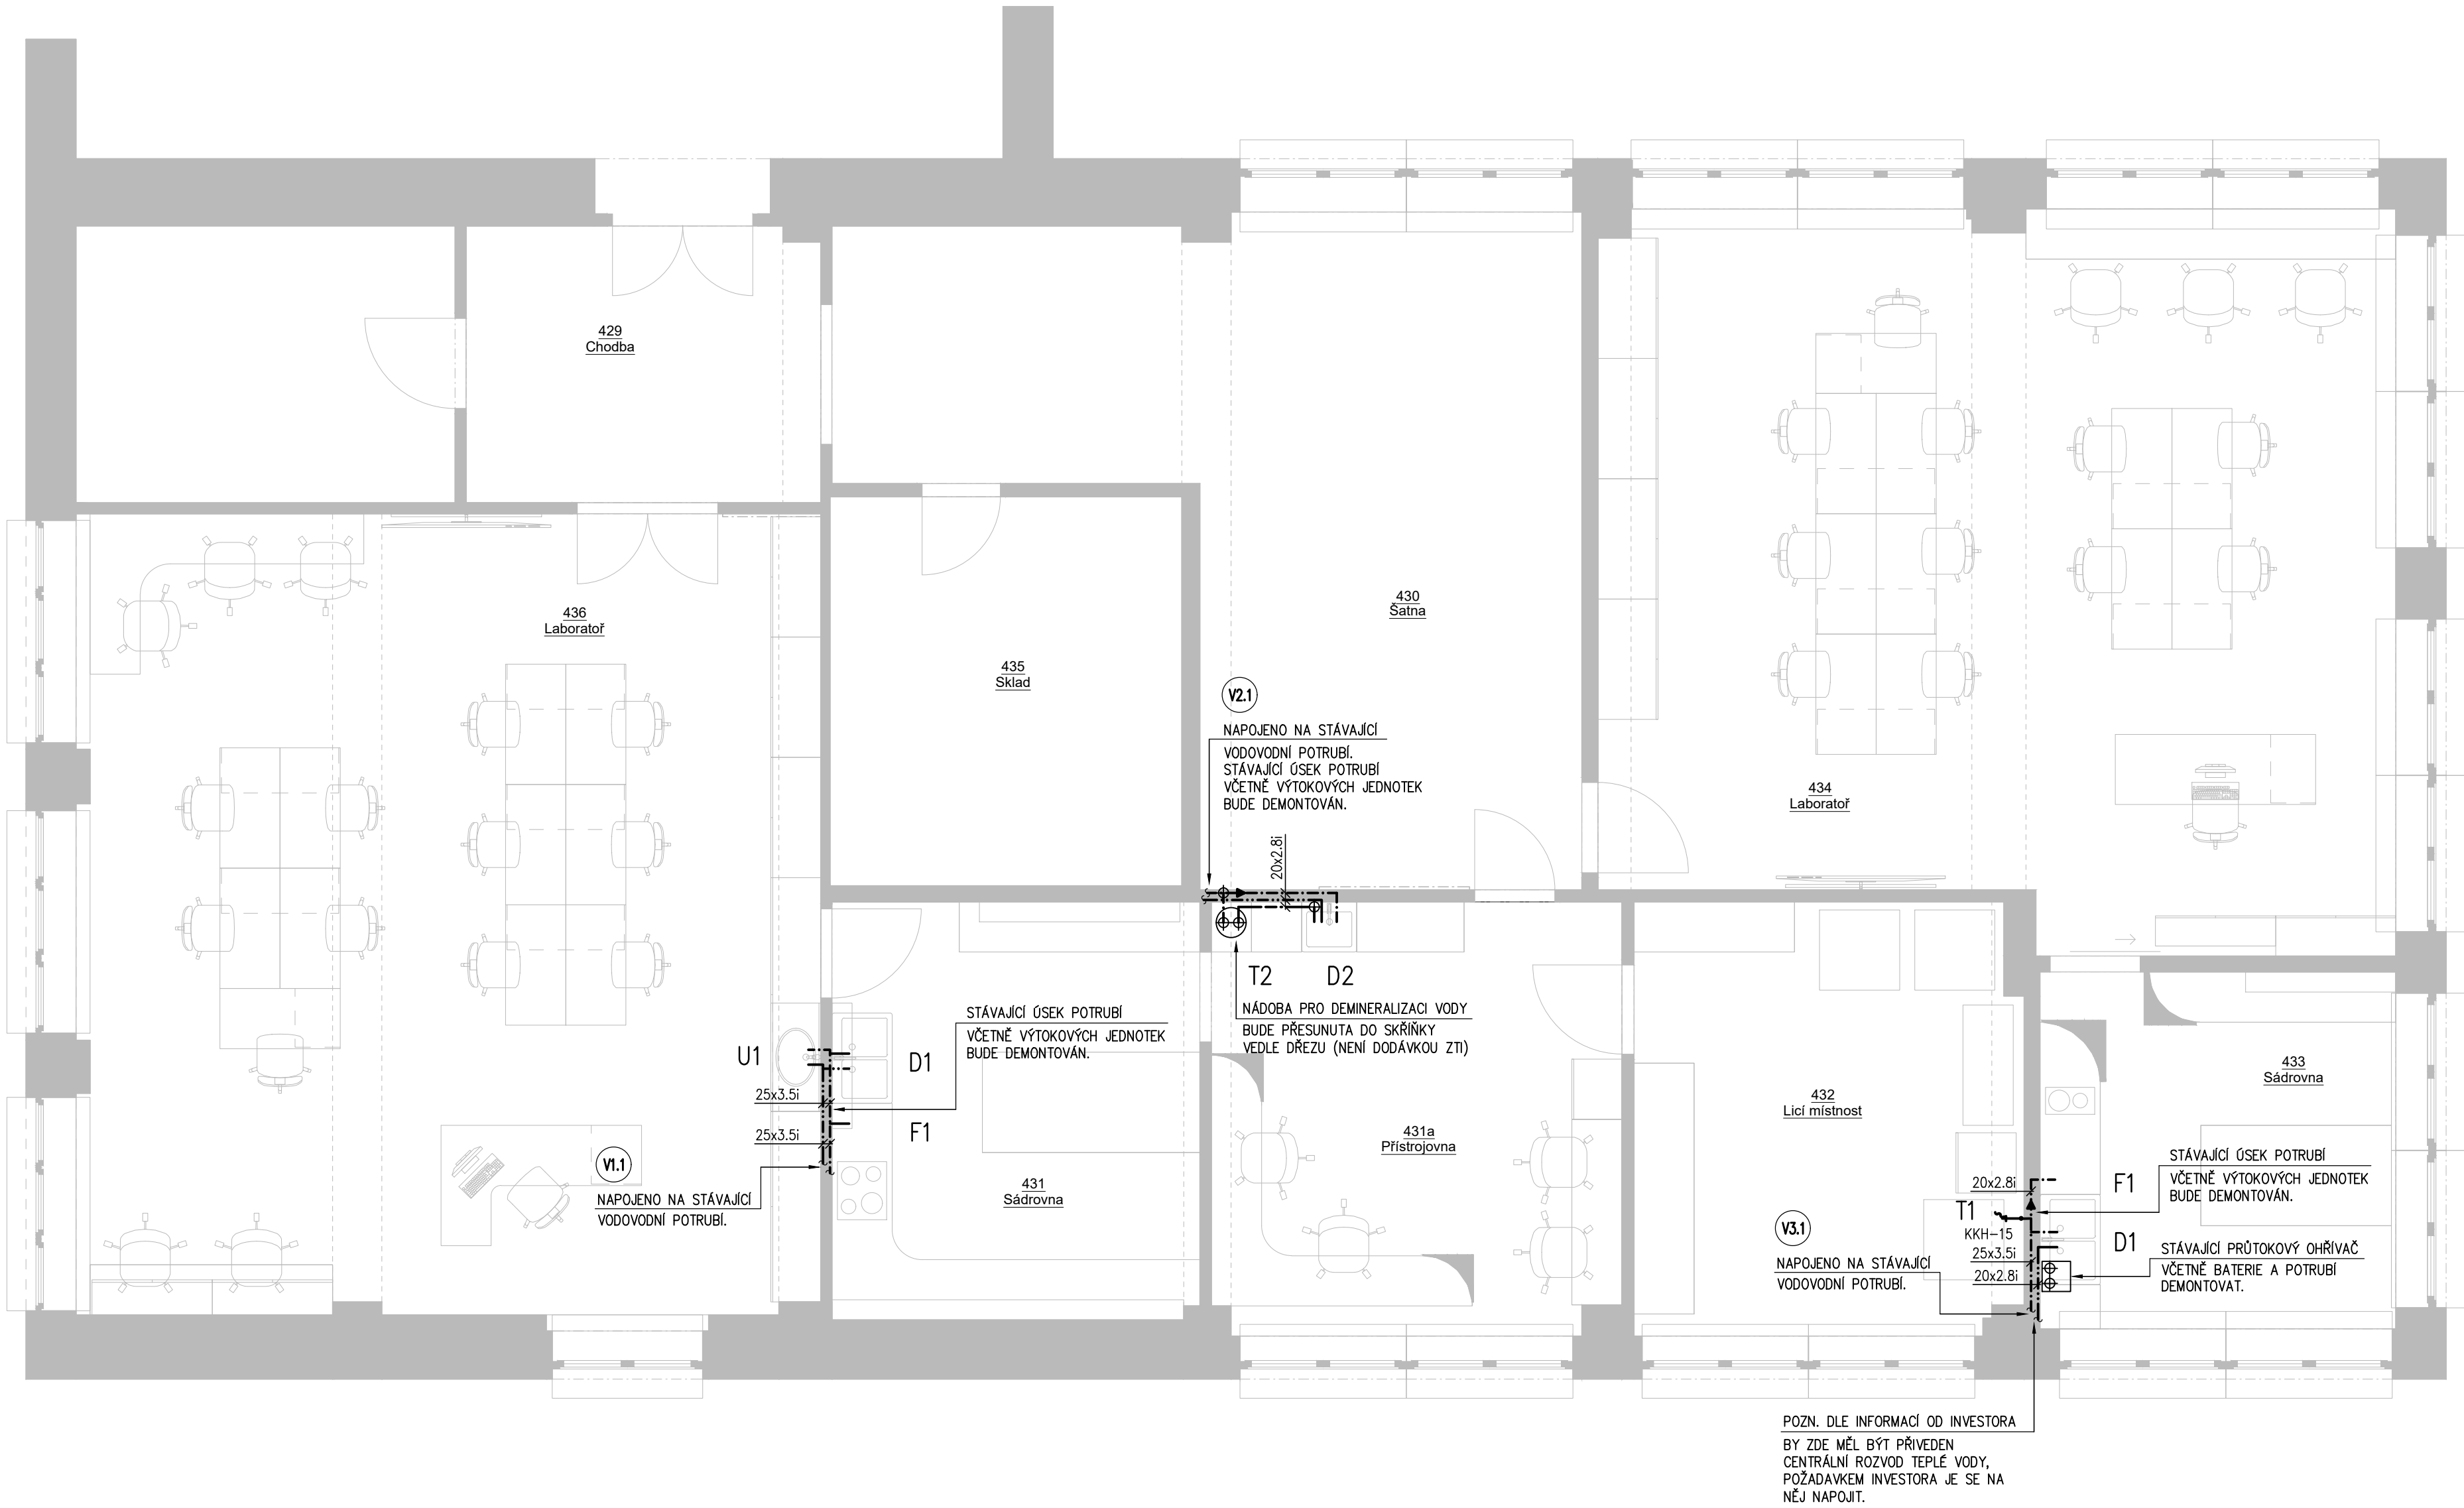 429
Chodba
436
Laboratoř
430
Šatna
435
Sklad
V2.1
NAPOJENO NA STÁVAJÍCÍ
VODOVODNÍ POTRUBÍ.
STÁVAJÍCÍ ÚSEK POTRUBÍ
VČETNĚ VÝTOKOVÝCH JEDNOTEK
BUDE DEMONTOVÁN.
20x2.8i
434
Laboratoř
T2
D2
NÁDOBA PRO DEMINERALIZACI VODY
BUDE PŘESUNUTA DO SKŘÍŇKY
VEDLE DŘEZU (NENÍ DODÁVKOU ZTI)
STÁVAJÍCÍ ÚSEK POTRUBÍ
VČETNĚ VÝTOKOVÝCH JEDNOTEK
BUDE DEMONTOVÁN.
U1
D1
25x3.5i
F1
25x3.5i
V1.1
NAPOJENO NA STÁVAJÍCÍ
VODOVODNÍ POTRUBÍ.
431
Sádrovna
431a
Přístrojovna
432
Licí místnost
433
Sádrovna
STÁVAJÍCÍ ÚSEK POTRUBÍ
VČETNĚ VÝTOKOVÝCH JEDNOTEK
BUDE DEMONTOVÁN.
20x2.8i
F1
T1
KKH-15
V3.1
D1
25x3.5i
20x2.8i
NAPOJENO NA STÁVAJÍCÍ
VODOVODNÍ POTRUBÍ.
STÁVAJÍCÍ PRŮTOKOVÝ OHŘÍVAČ
VČETNĚ BATERIE A POTRUBÍ
DEMONTOVAT.
POZN. DLE INFORMACÍ OD INVESTORA
BY ZDE MĚL BÝT PŘIVEDEN
CENTRÁLNÍ ROZVOD TEPLÉ VODY,
POŽADAVKEM INVESTORA JE SE NA
NĚJ NAPOJIT.